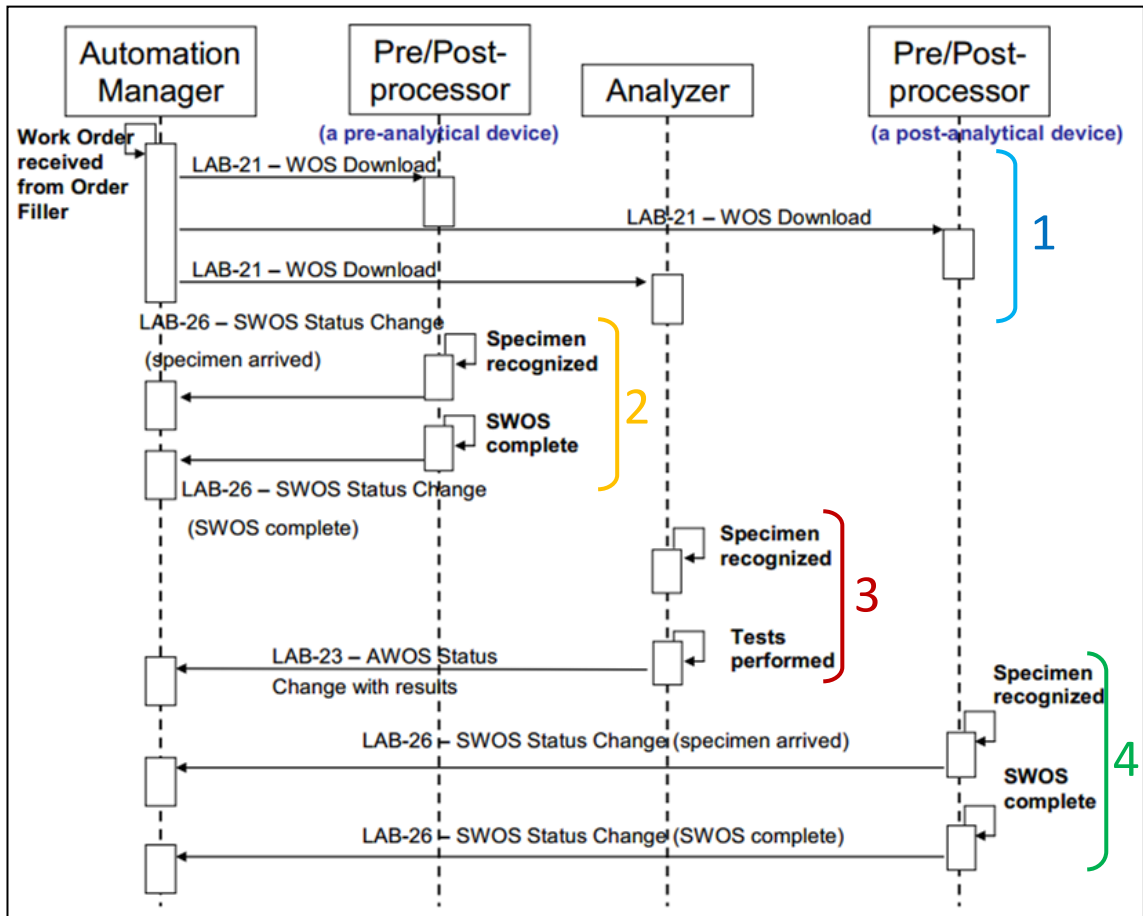 Automation
Manager
Pre/Post-
processor
(a pre-analytical device)
Analyzer
Pre/Post-
processor
(a post-analytical device)
Work Order
received
from Order
Filler
LAB-21 – WOS Download
LAB-21 – WOS Download
LAB-21 – WOS Download
1
LAB-26 – SWOS Status Change
(specimen arrived)
Specimen
recognized
SWOS
complete
2
LAB-26 – SWOS Status Change
(SWOS complete)
Specimen
recognized
3
Tests
performed
LAB-23 – AWOS Status
Change with results
Specimen
recognized
LAB-26 – SWOS Status Change (specimen arrived)
4
SWOS
complete
LAB-26 – SWOS Status Change (SWOS complete)